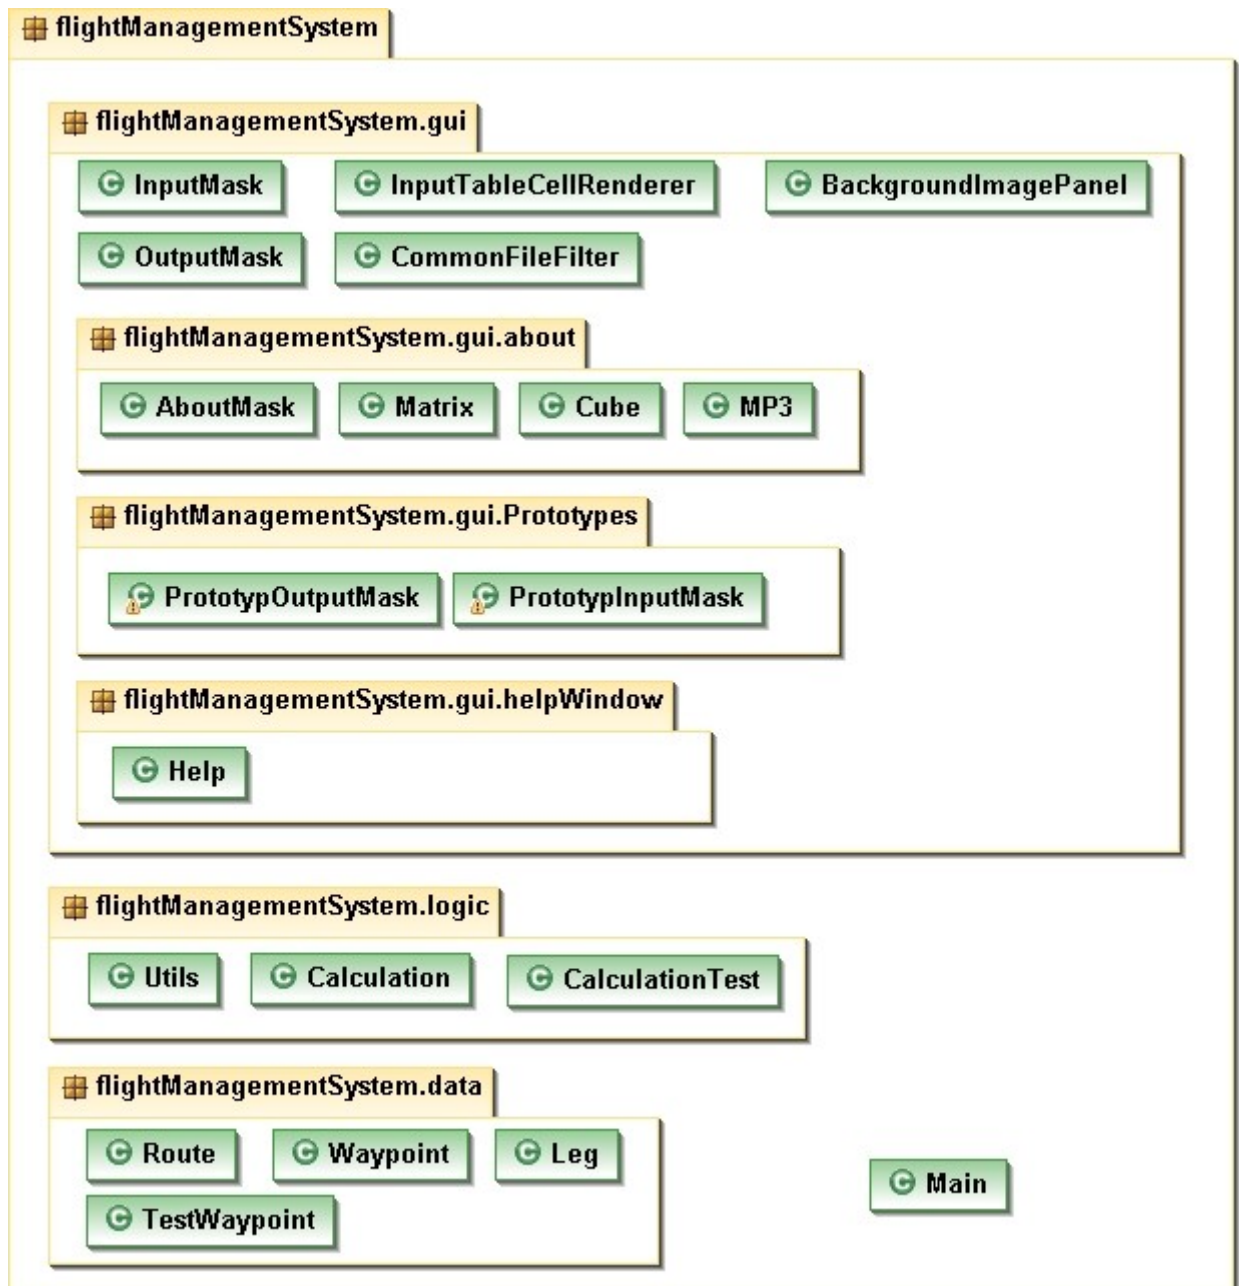 flightManagementSystem
flightManagementSystem.gui
InputMask InputTableCellRenderer BackgroundImagePanel
OutputMask CommonFileFilter
flightManagementSystem.gui.about
AboutMask Matrix Cube MP3
flightManagementSystem.gui.Prototypes
PrototypOutputMask PrototypInputMask
flightManagementSystem.gui.helpWindow
Help
flightManagementSystem.logic
Utils Calculation CalculationTest
flightManagementSystem.data
Route Waypoint Leg
Main
TestWaypoint